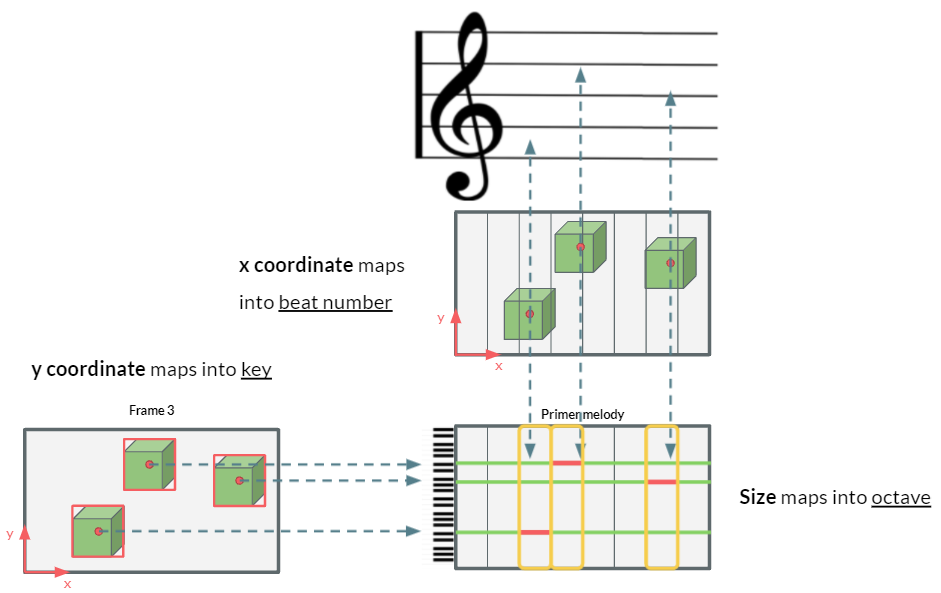 x coordinate maps
into beat number
y
x
y coordinate maps into key
Frame 3
Primer melody
Size maps into octave
y
x